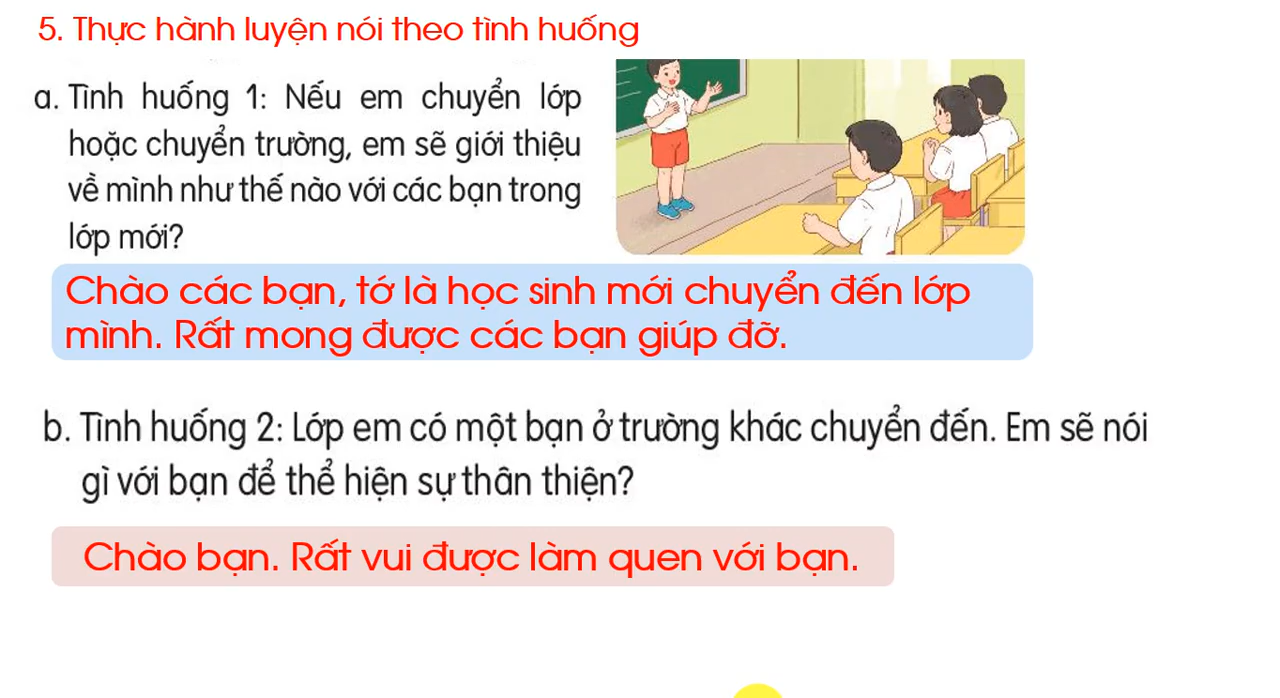 5. Thực hành luyện nói theo tình huống
a. Tình huống 1: Nếu em chuyển lớp
hoặc chuyển trường, em sẽ giới thiệu
về mình như thế nào với các bạn trong
lớp mới?
Chào các bạn, tớ là học sinh mới chuyển đến lớp
mình. Rất mong được các bạn giúp đỡ.
b. Tình huống 2: Lớp em có một bạn ở trường khác chuyển đến. Em sẽ nói
gì với bạn để thể hiện sự thân thiện?
Chào bạn. Rất vui được làm quen với bạn.